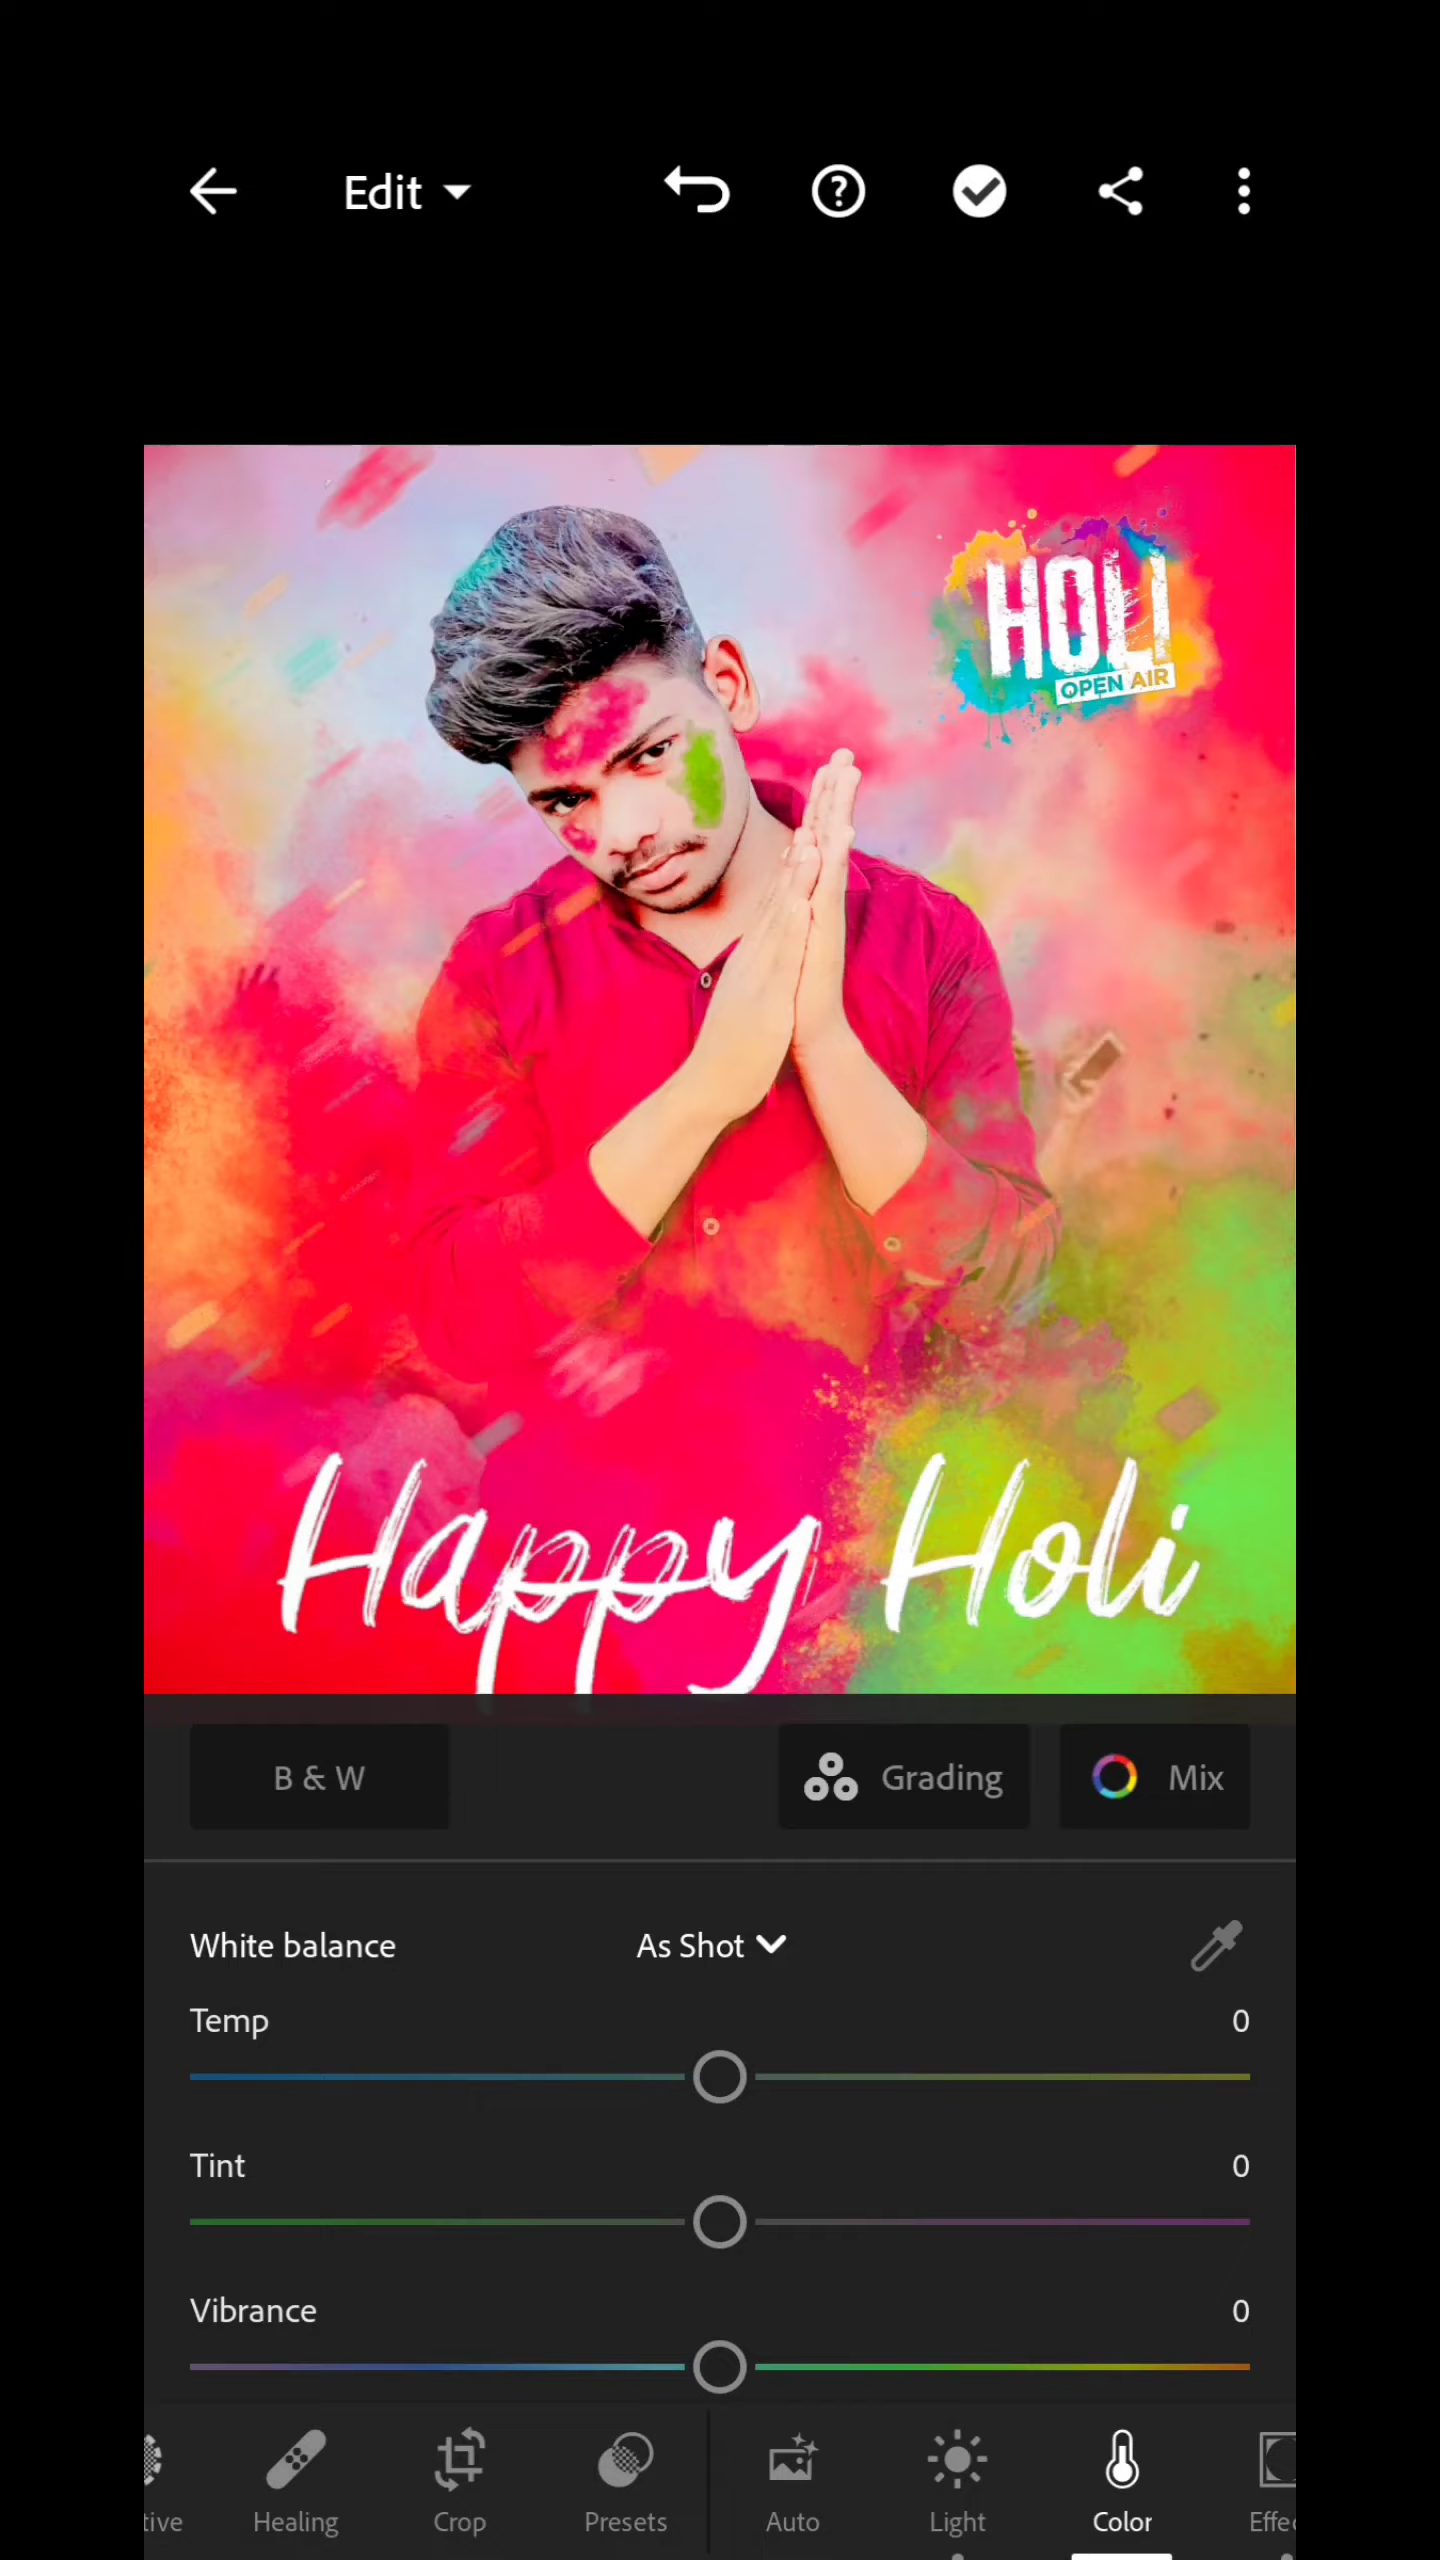 Edit
HOLI
OPEN AIR
Happy Holi
B & W
Grading
Mix
White balance
As Shot
Temp
0
Tint
0
Vibrance
0
tive
Healing
Crop
Presets
Auto
Light
Color
Effec